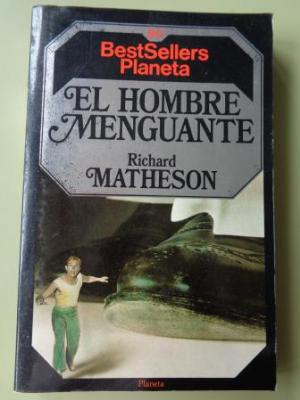 BestSellers
Planeta
EL HOMBRE
MENGUANTE
Richard
MATHESON
Planeta